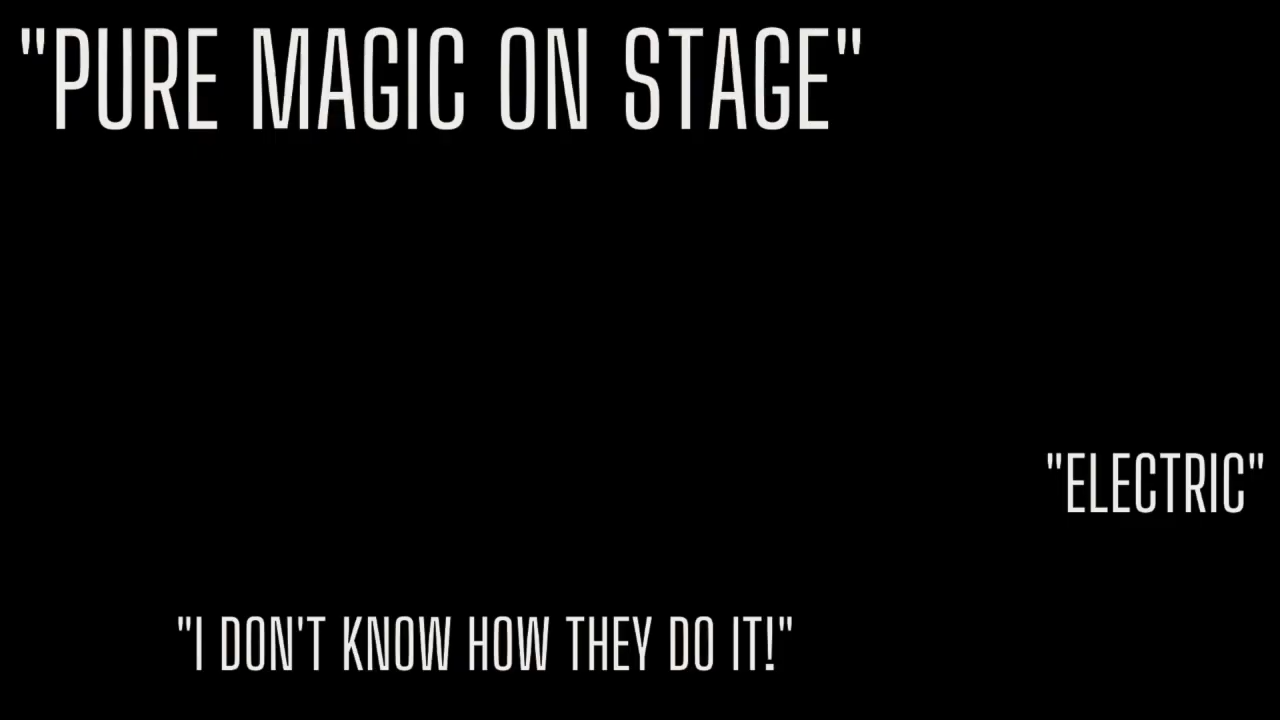 "PURE MAGIC ON STAGE"
"ELECTRIC"
"I DON'T KNOW HOW THEY DO IT!"